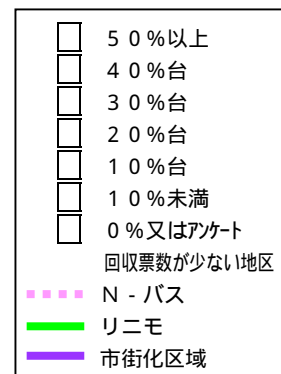 ５０%以上
４０%台
３０%台
２０%台
１０%台
１０%未満
０%又はｱﾝｹｰﾄ
回収票数が少ない地区
Ｎ-バス
リニモ
市街化区域